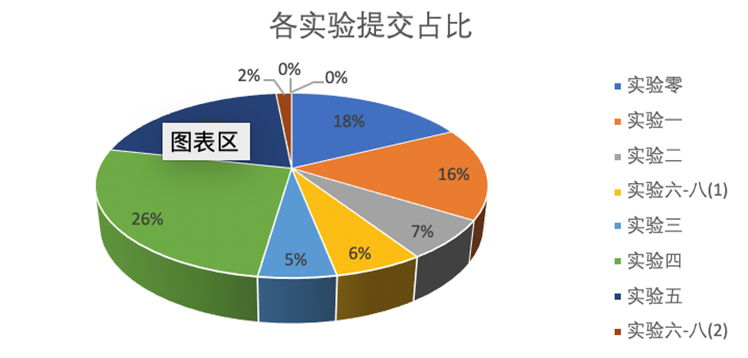 各实验提交占比
2%
0%
0%
18%
16%
7%
6%
5%
26%
图表区
实验零
实验一
实验二
实验六-八(1)
实验三
实验四
实验五
实验六-八(2)